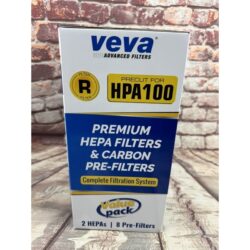 veva®
ADVANCED FILTERS
FILTER
R
PRECUT FOR
HPA100
PREMIUM
HEPA FILTERS
& CARBON
PRE-FILTERS
Complete Filtration System
Value
pack
2 HEPAs | 8 Pre-Filters